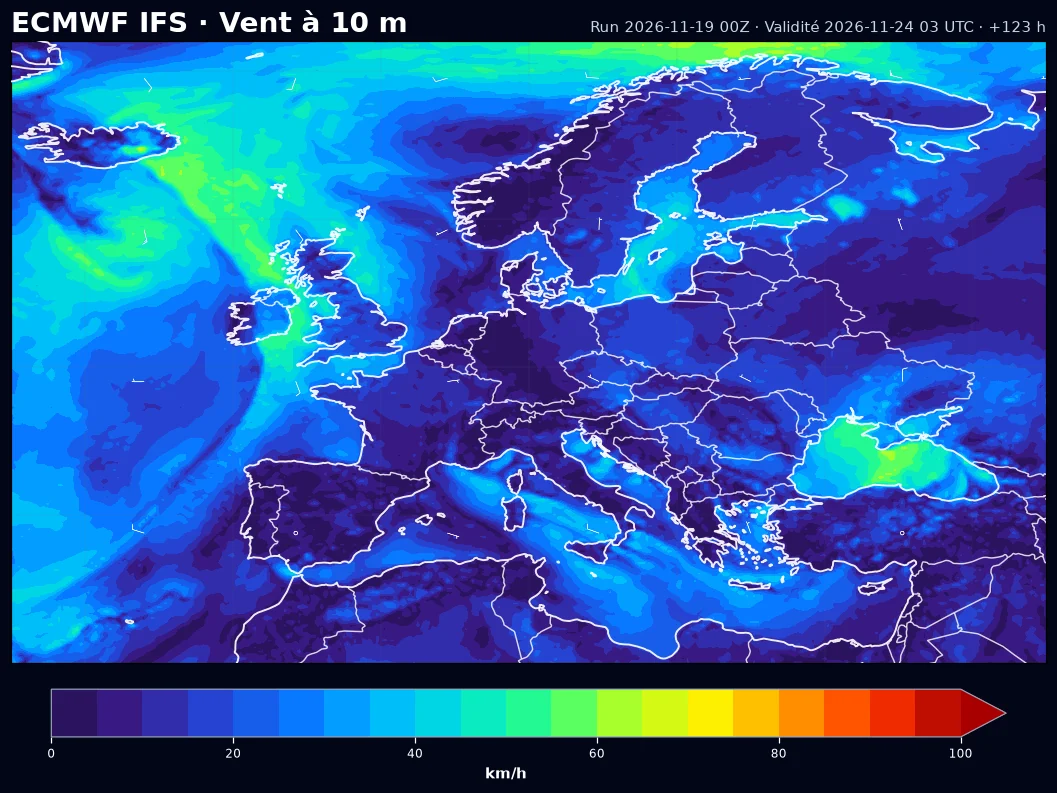 ECMWF IFS · Vent à 10 m
Run 2026-11-19 00Z · Validité 2026-11-24 03 UTC · +123 h
0 20 40 60 80 100
km/h